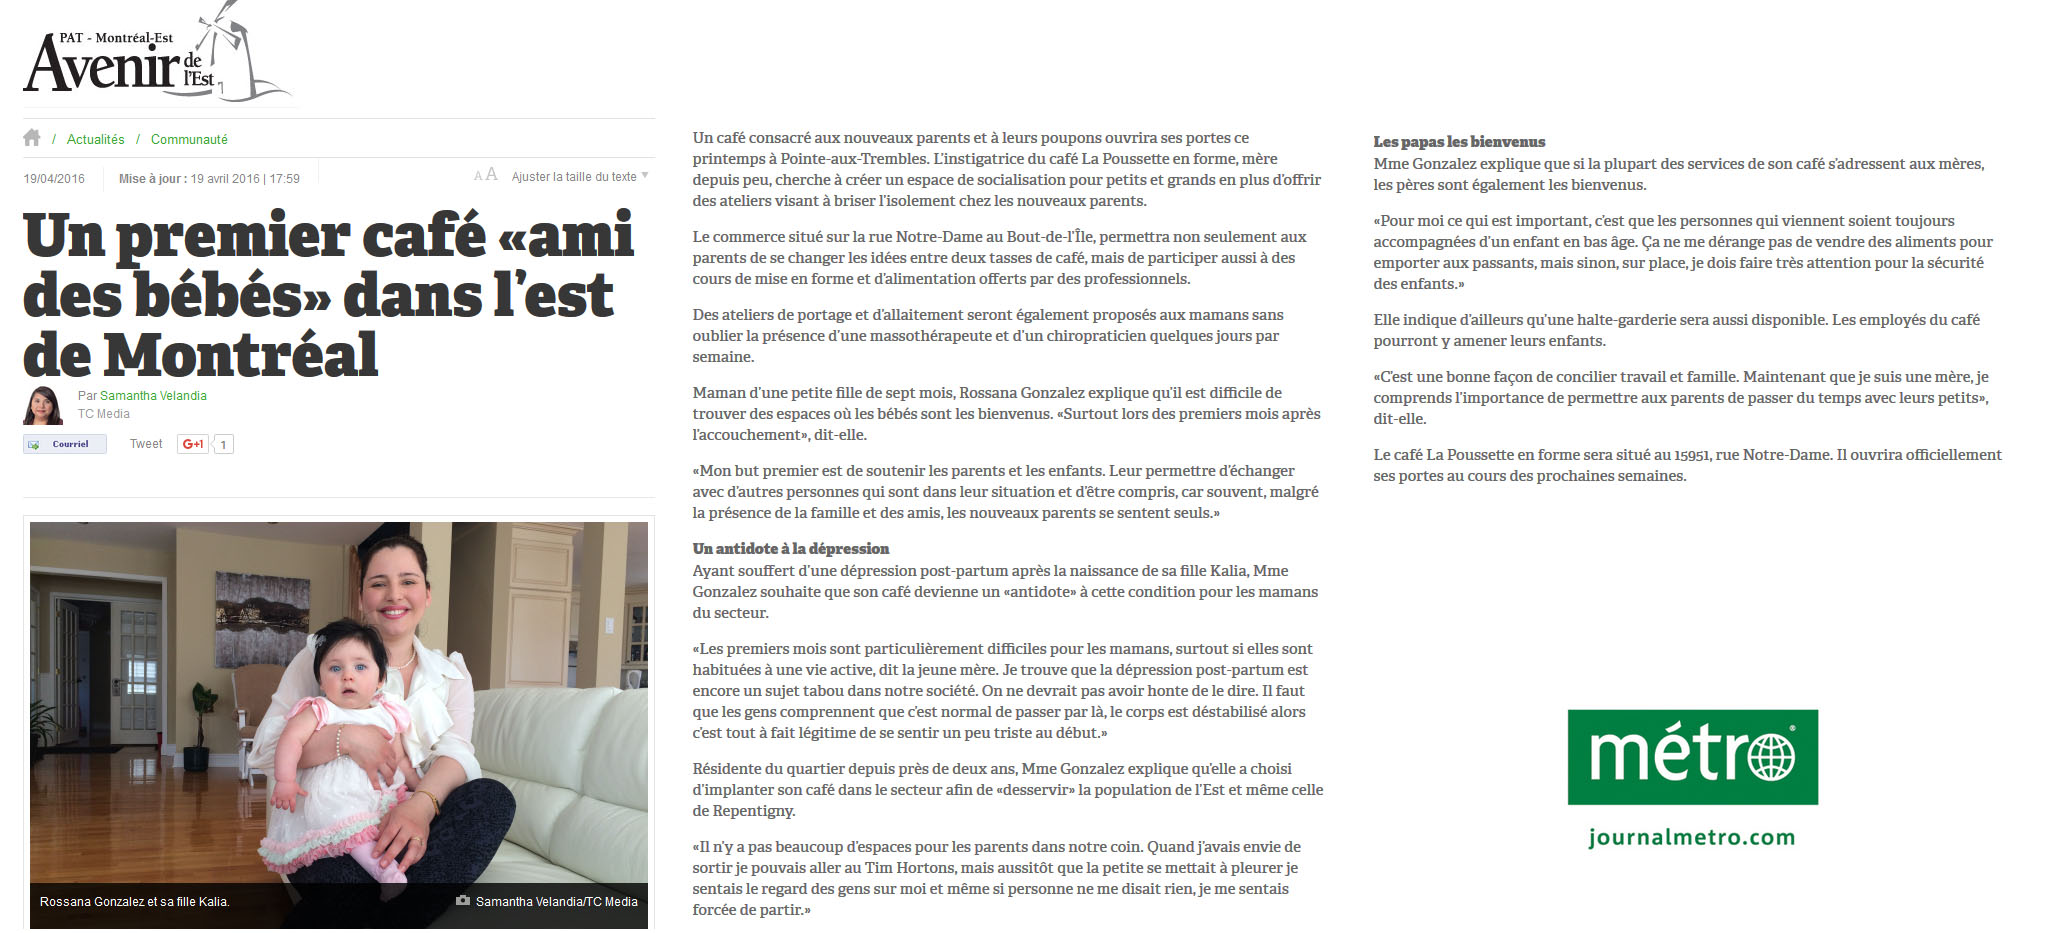 PAT - Montréal-Est
Avenir de l'Est
/ Actualités / Communauté
19/04/2016 Mise à jour : 19 avril 2016 | 17:59 A A Ajuster la taille du texte
Un premier café «ami
des bébés» dans l'est
de Montréal
Par Samantha Velandia
TC Media
Courriel Tweet G+1 1
Rossana Gonzalez et sa fille Kalia. Samantha Velandia/TC Media
Un café consacré aux nouveaux parents et à leurs poupons ouvrira ses portes ce
printemps à Pointe-aux-Trembles. L'instigatrice du café La Poussette en forme, mère
depuis peu, cherche à créer un espace de socialisation pour petits et grands en plus d'offrir
des ateliers visant à briser l'isolement chez les nouveaux parents.
Le commerce situé sur la rue Notre-Dame au Bout-de-l'Île, permettra non seulement aux
parents de se changer les idées entre deux tasses de café, mais de participer aussi à des
cours de mise en forme et d'alimentation offerts par des professionnels.
Des ateliers de portage et d'allaitement seront également proposés aux mamans sans
oublier la présence d'une massothérapeute et d'un chiropraticien quelques jours par
semaine.
Maman d'une petite fille de sept mois, Rossana Gonzalez explique qu'il est difficile de
trouver des espaces où les bébés sont les bienvenus. «Surtout lors des premiers mois après
l'accouchement», dit-elle.
«Mon but premier est de soutenir les parents et les enfants. Leur permettre d'échanger
avec d'autres personnes qui sont dans leur situation et d'être compris, car souvent, malgré
la présence de la famille et des amis, les nouveaux parents se sentent seuls.»
Un antidote à la dépression
Ayant souffert d'une dépression post-partum après la naissance de sa fille Kalia, Mme
Gonzalez souhaite que son café devienne un «antidote» à cette condition pour les mamans
du secteur.
«Les premiers mois sont particulièrement difficiles pour les mamans, surtout si elles sont
habituées à une vie active, dit la jeune mère. Je trouve que la dépression post-partum est
encore un sujet tabou dans notre société. On ne devrait pas avoir honte de le dire. Il faut
que les gens comprennent que c'est normal de passer par là, le corps est déstabilisé alors
c'est tout à fait légitime de se sentir un peu triste au début.»
Résidente du quartier depuis près de deux ans, Mme Gonzalez explique qu'elle a choisi
d'implanter son café dans le secteur afin de «desservir» la population de l'Est et même celle
de Repentigny.
«Il n'y a pas beaucoup d'espaces pour les parents dans notre coin. Quand j'avais envie de
sortir je pouvais aller au Tim Hortons, mais aussitôt que la petite se mettait à pleurer je
sentais le regard des gens sur moi et même si personne ne me disait rien, je me sentais
forcée de partir.»
Les papas les bienvenus
Mme Gonzalez explique que si la plupart des services de son café s'adressent aux mères,
les pères sont également les bienvenus.
«Pour moi ce qui est important, c'est que les personnes qui viennent soient toujours
accompagnées d'un enfant en bas âge. Ça ne me dérange pas de vendre des aliments pour
emporter aux passants, mais sinon, sur place, je dois faire très attention pour la sécurité
des enfants.»
Elle indique d'ailleurs qu'une halte-garderie sera aussi disponible. Les employés du café
pourront y amener leurs enfants.
«C'est une bonne façon de concilier travail et famille. Maintenant que je suis une mère, je
comprends l'importance de permettre aux parents de passer du temps avec leurs petits»,
dit-elle.
Le café La Poussette en forme sera situé au 15951, rue Notre-Dame. Il ouvrira officiellement
ses portes au cours des prochaines semaines.
métro®
journalmetro.com